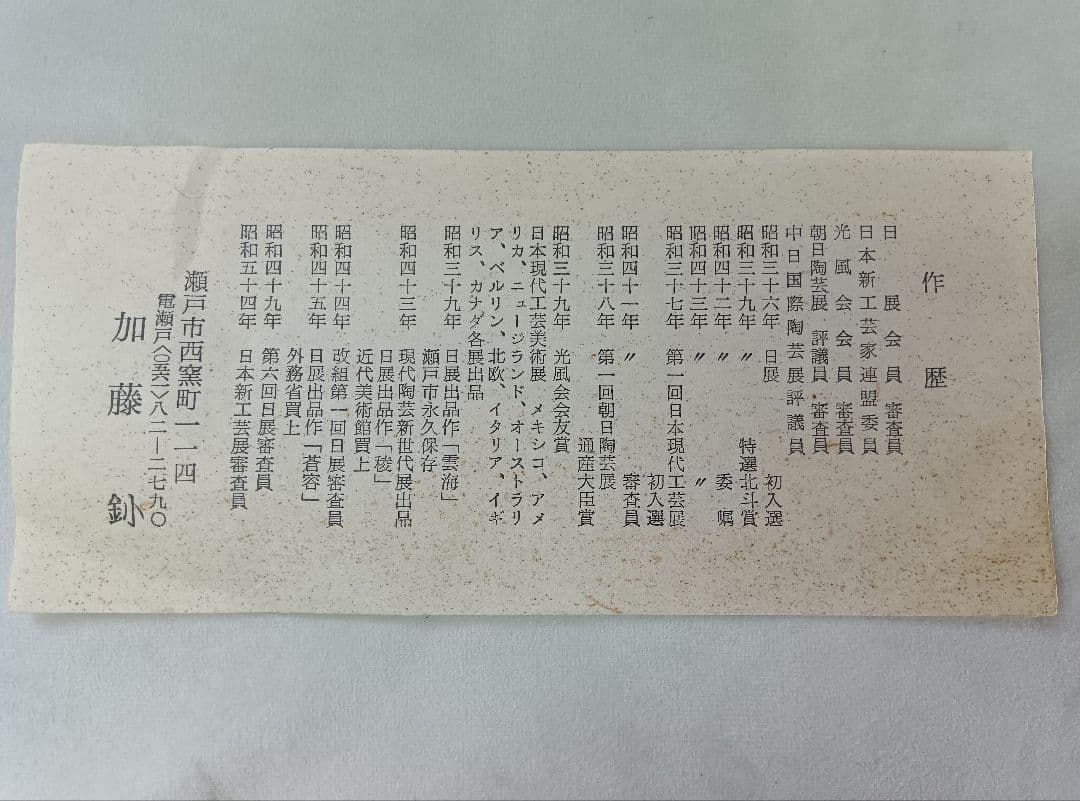 作歴
日展会員 審査員
日本新工芸家連盟委員
光風会会員 審査員
朝日陶芸展 評議員・審査員
中日国際陶芸展評議員
昭和三十六年 日展 初入選
昭和三十九年 〃 特選北斗賞
昭和四十二年 〃 委嘱
昭和四十三年 〃 〃
昭和三十七年 第一回日本現代工芸展
初入選
昭和四十一年 〃 審査員
昭和三十八年 第一回朝日陶芸展
通産大臣賞
昭和三十九年 光風会会友賞
日本現代工芸美術展 メキシコ、アメ
リカ、ニュージランド、オーストラリ
ア、ベルリン、北欧、イタリア、イギ
リス、カナダ各展出品
昭和三十九年 日展出品作「雲海」
瀬戸市永久保存
昭和四十三年 現代陶芸新世代展出品
日展出品作「稜」
近代美術館買上
昭和四十四年 改組第一回日展審査員
昭和四十五年 日展出品作「蒼容」
外務省買上
昭和四十九年 第六回日展審査員
昭和五十四年 日本新工芸展審査員
瀬戸市西窯町一一四
電瀬戸〈〇五六一〉八二－二七九〇
加藤釥